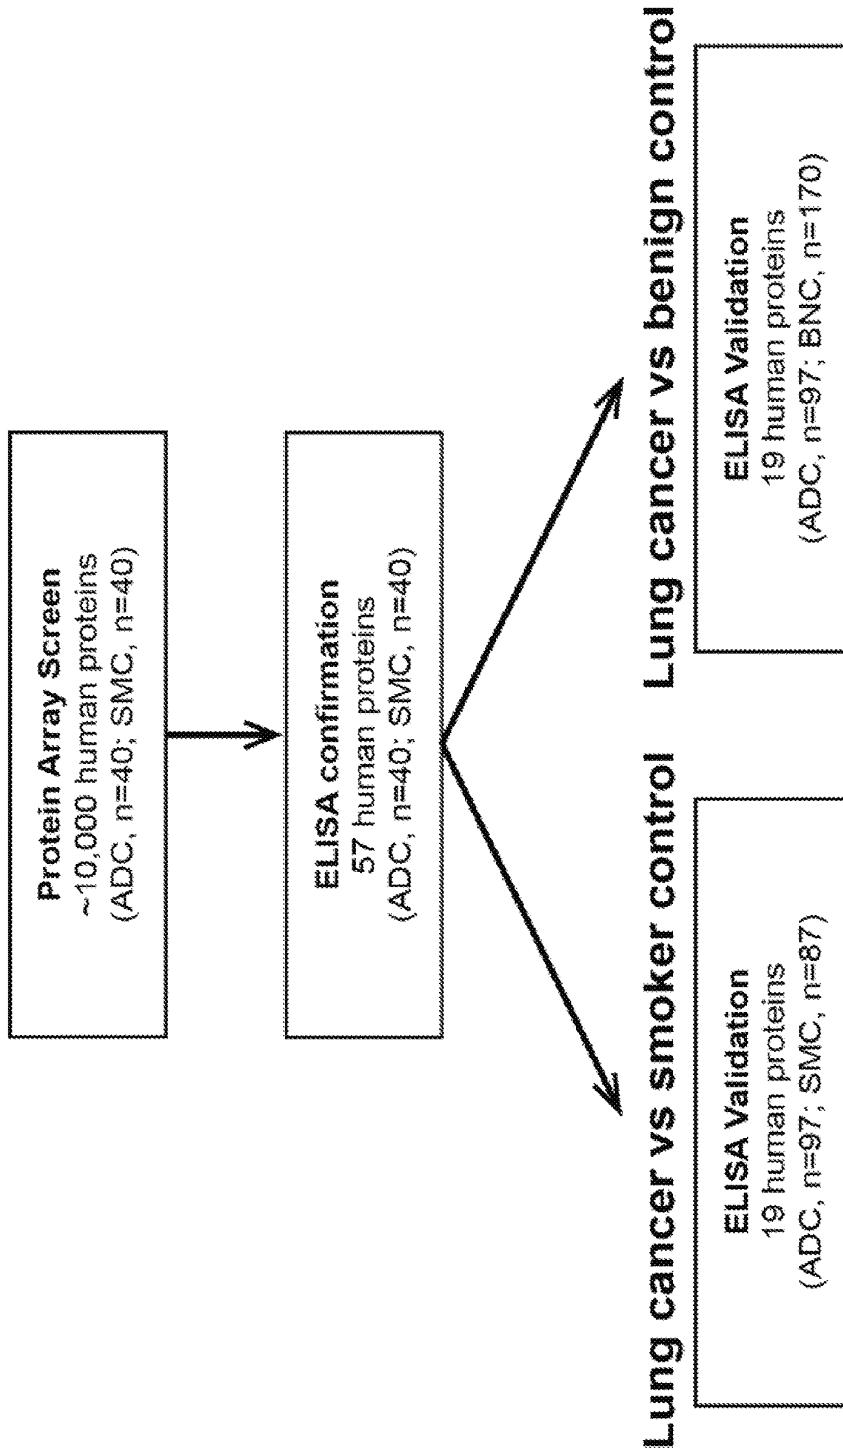 Protein Array Screen
~10,000 human proteins
(ADC, n=40; SMC, n=40)
ELISA confirmation
57 human proteins
(ADC, n=40; SMC, n=40)
Lung cancer vs smoker control
ELISA Validation
19 human proteins
(ADC, n=97; SMC, n=87)
Lung cancer vs benign control
ELISA Validation
19 human proteins
(ADC, n=97; BNC, n=170)